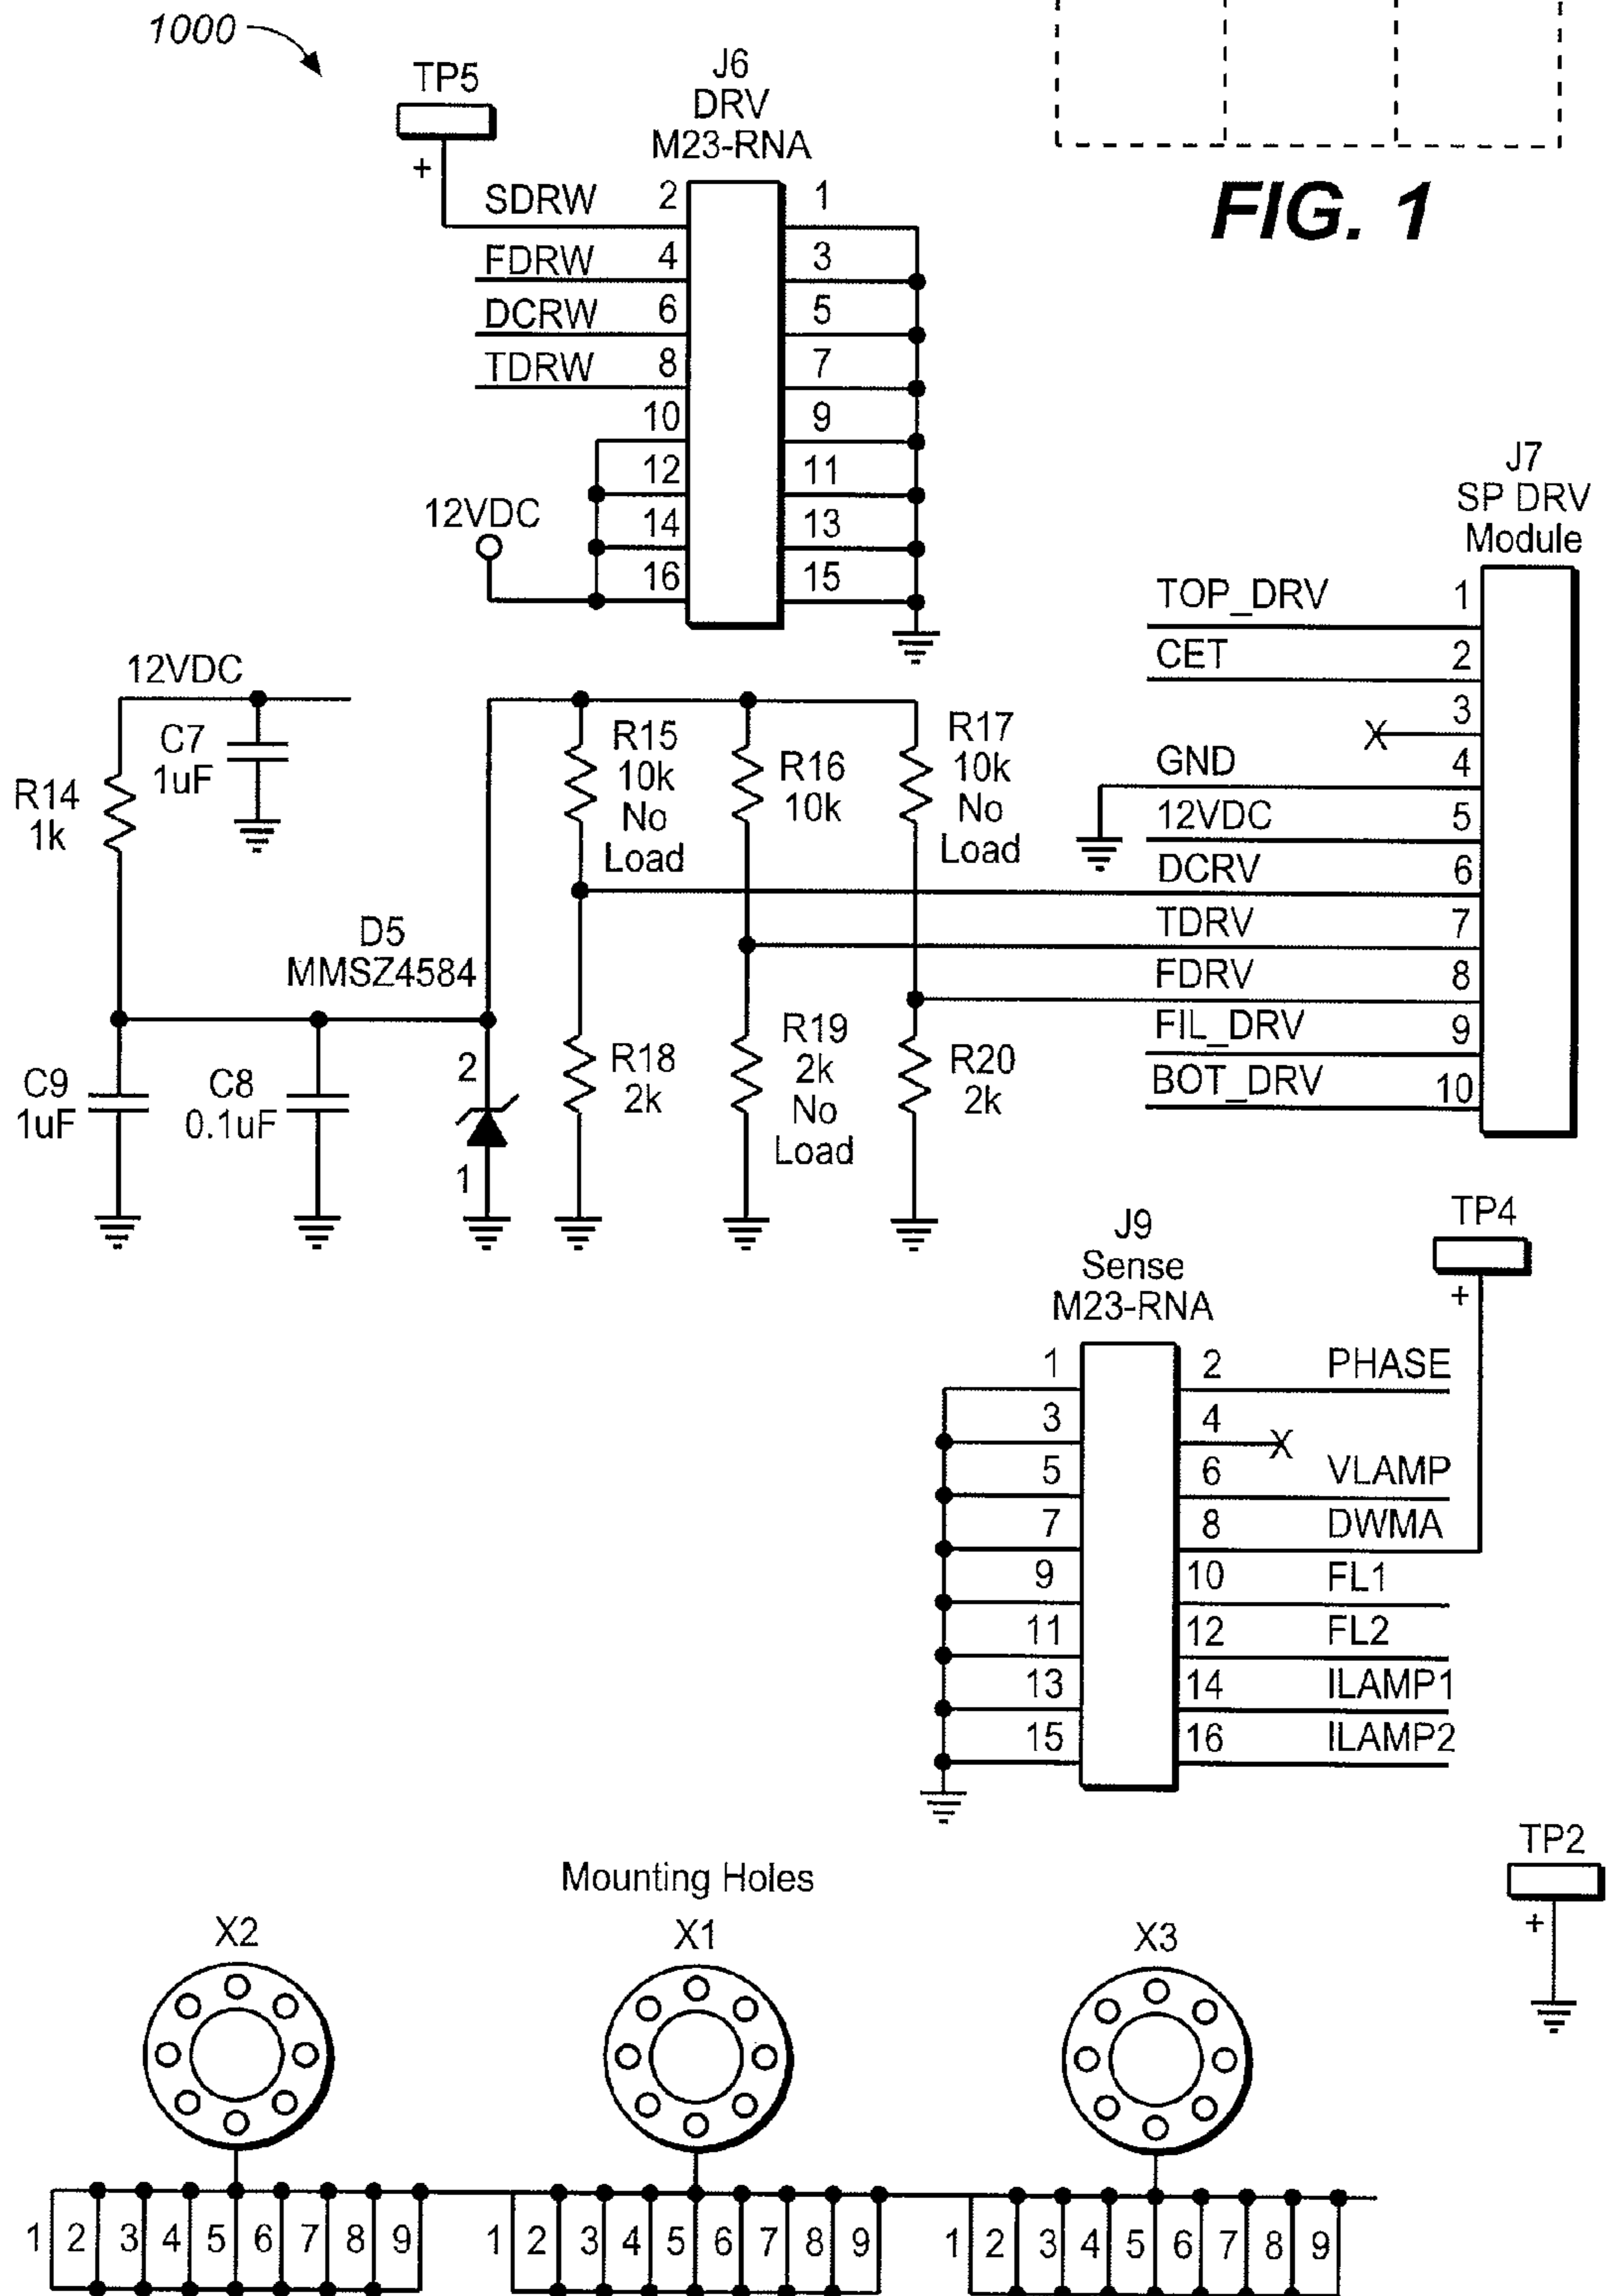 1000
TP5
+
J6
DRV
M23-RNA
FIG. 1
SDRW 2 1
FDRW 4 3
DCRW 6 5
TDRW 8 7
10 9
12 11
12VDC
14 13
16 15
J7
SP DRV
Module
TOP_DRV 1
CET 2
X 3
GND 4
12VDC 5
DCRV 6
TDRV 7
FDRV 8
FIL_DRV 9
BOT_DRV 10
12VDC
C7
1uF
R14
1k
R15
10k
No
Load
R16
10k
R17
10k
No
Load
D5
MMSZ4584
2
1
C9
1uF
C8
0.1uF
R18
2k
R19
2k
No
Load
R20
2k
J9
Sense
M23-RNA
TP4
+
1 2 PHASE
3 4 X
5 6 VLAMP
7 8 DWMA
9 10 FL1
11 12 FL2
13 14 ILAMP1
15 16 ILAMP2
TP2
+
Mounting Holes
X2 X1 X3
1 2 3 4 5 6 7 8 9 1 2 3 4 5 6 7 8 9 1 2 3 4 5 6 7 8 9